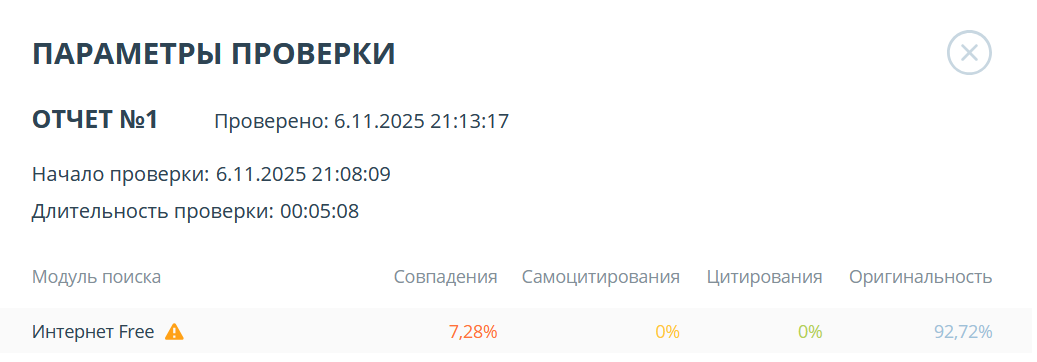 ПАРАМЕТРЫ ПРОВЕРКИ
ОТЧЕТ №1 Проверено: 6.11.2025 21:13:17
Начало проверки: 6.11.2025 21:08:09
Длительность проверки: 00:05:08
Модуль поиска Совпадения Самоцитирования Цитирования Оригинальность
Интернет Free 7,28% 0% 0% 92,72%